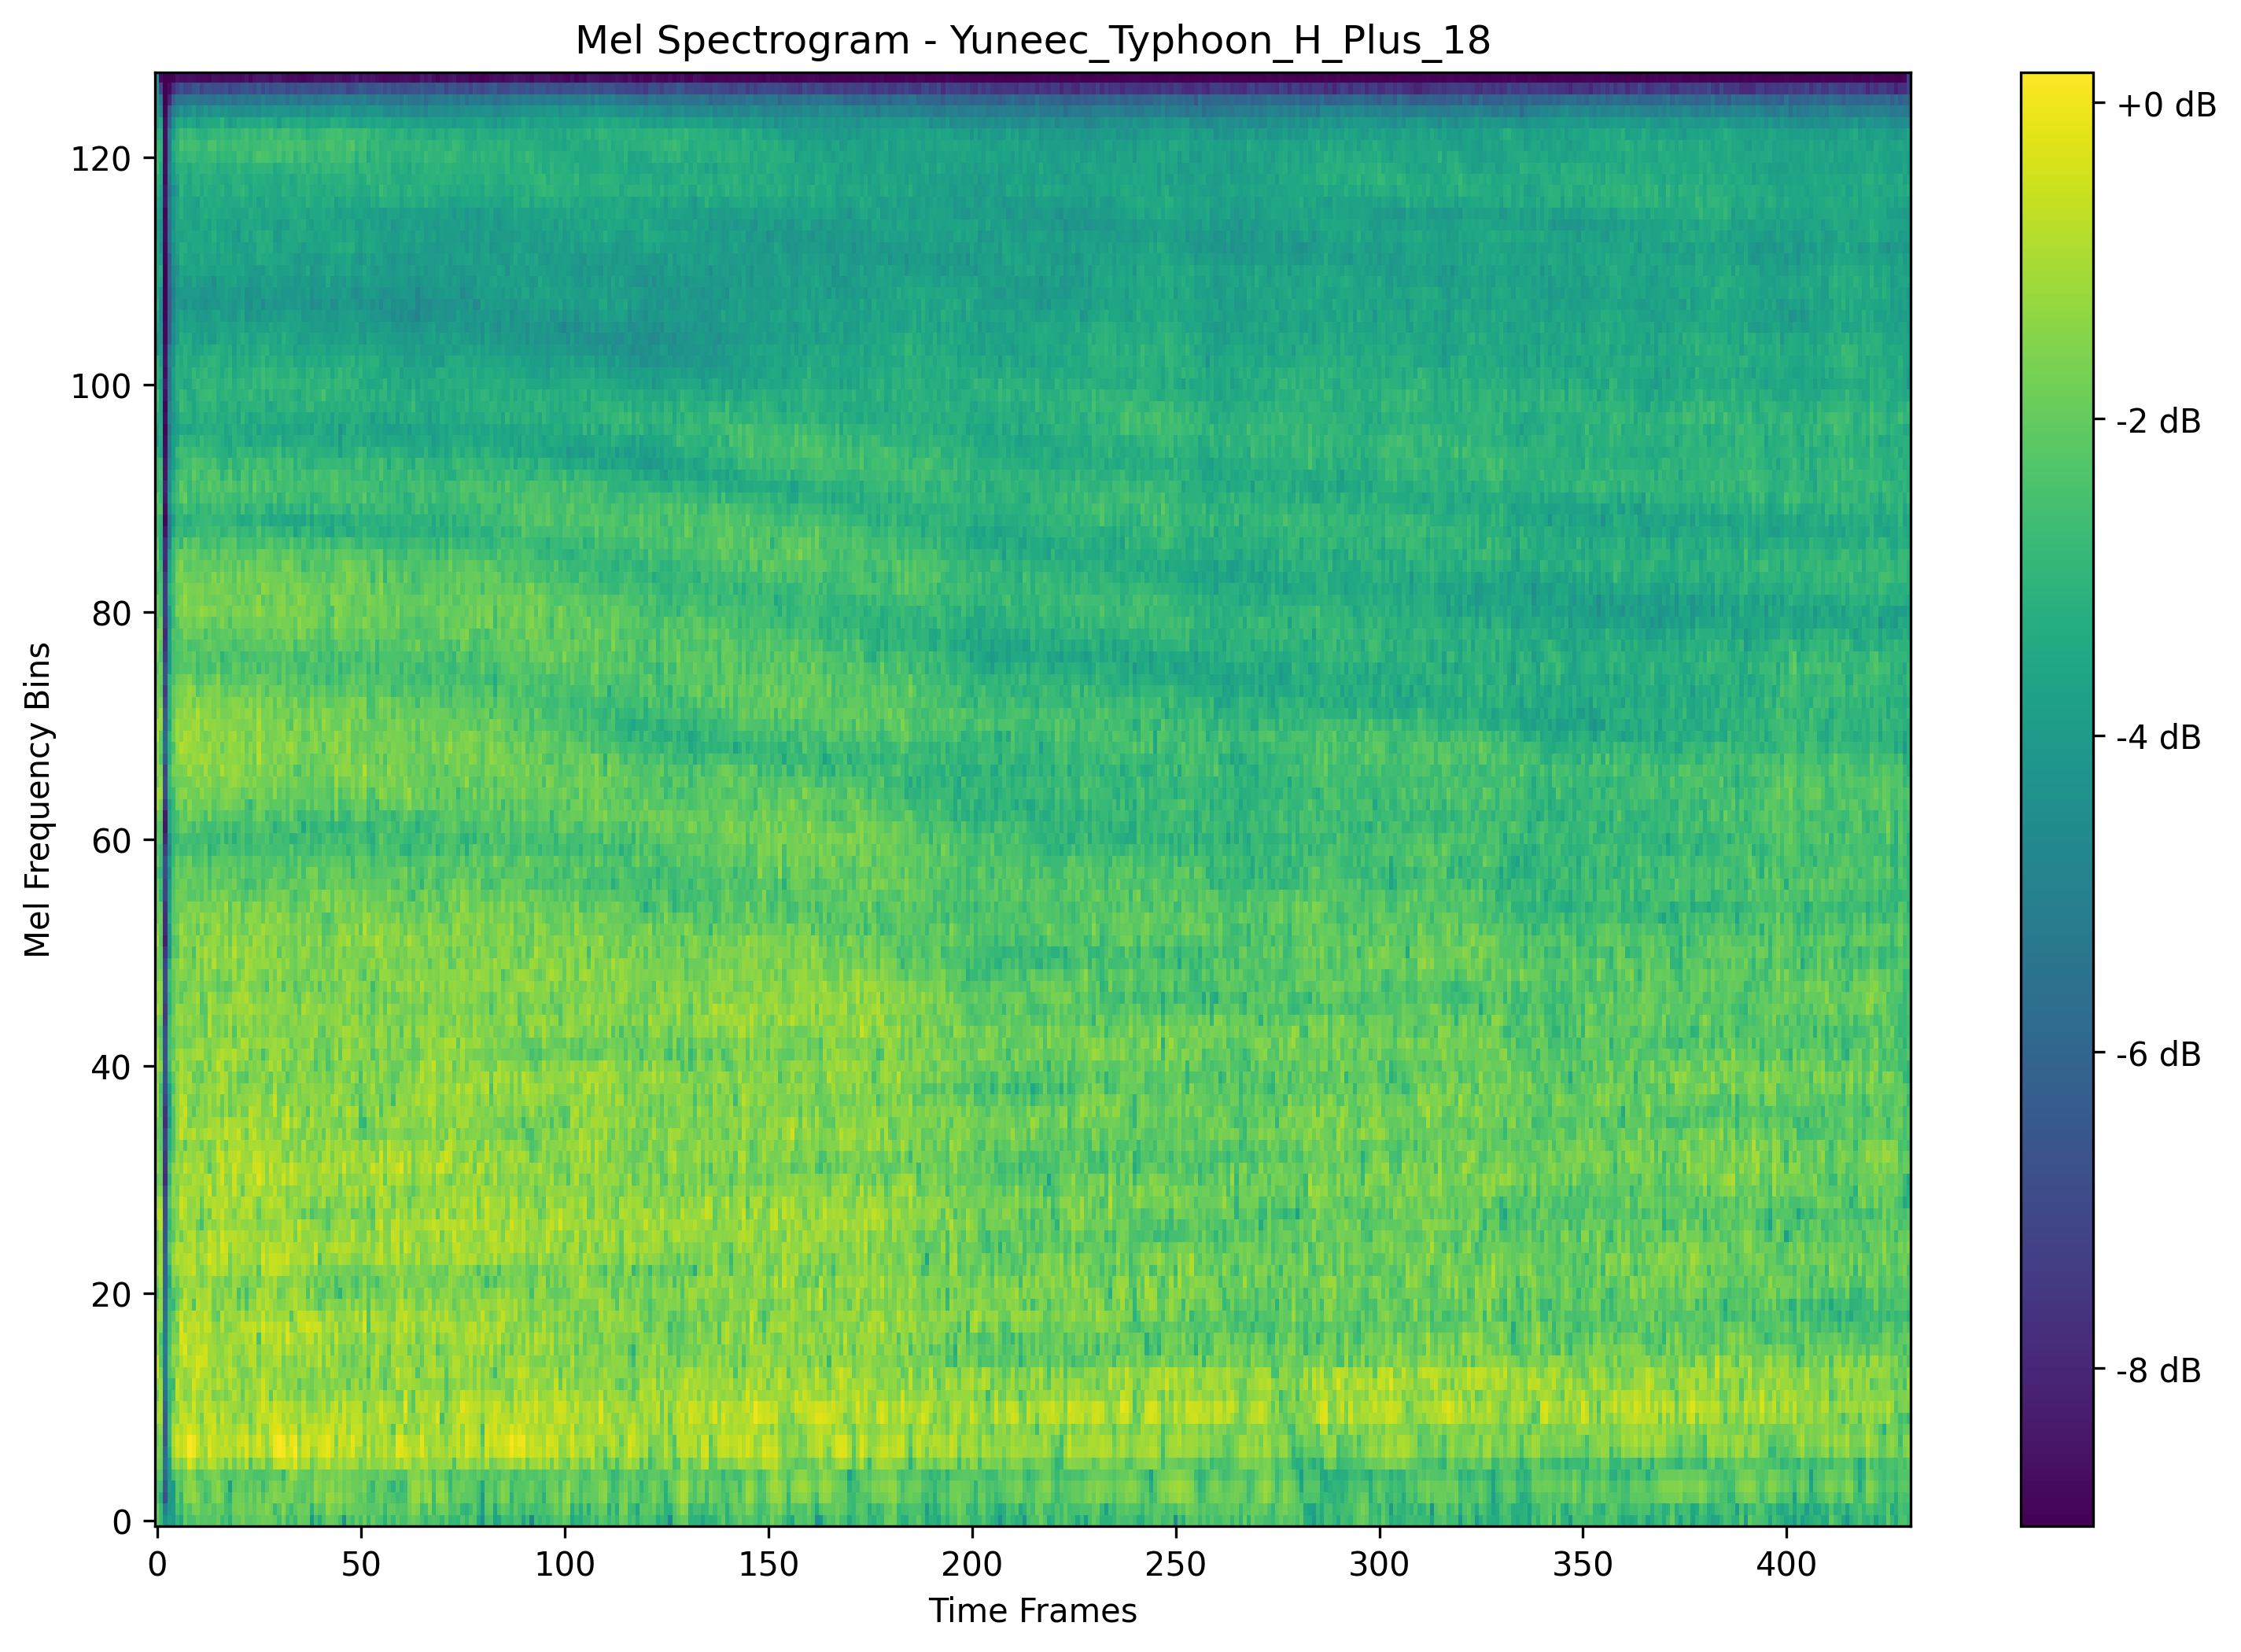 Mel Spectrogram - Yuneec_Typhoon_H_Plus_18
Mel Frequency Bins
120
100
80
60
40
20
0
0 50 100 150 200 250 300 350 400
Time Frames
+0 dB
-2 dB
-4 dB
-6 dB
-8 dB